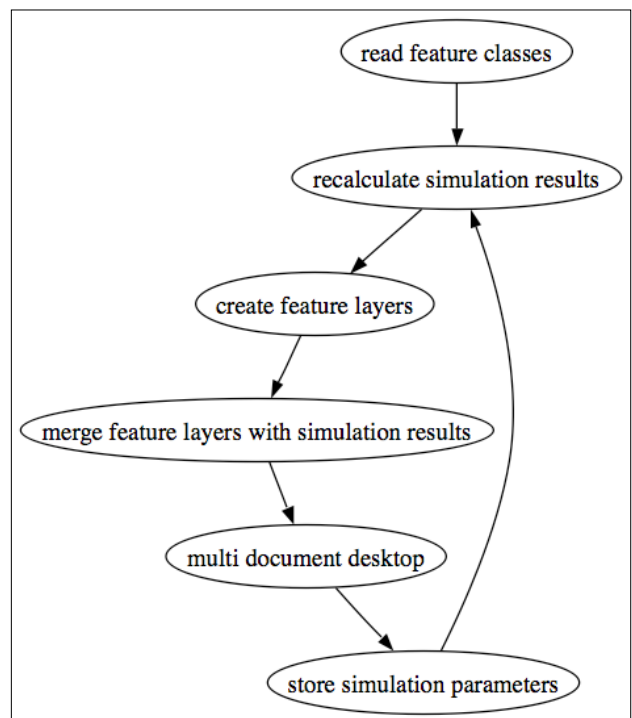 read feature classes
recalculate simulation results
create feature layers
merge feature layers with simulation results
multi document desktop
store simulation parameters